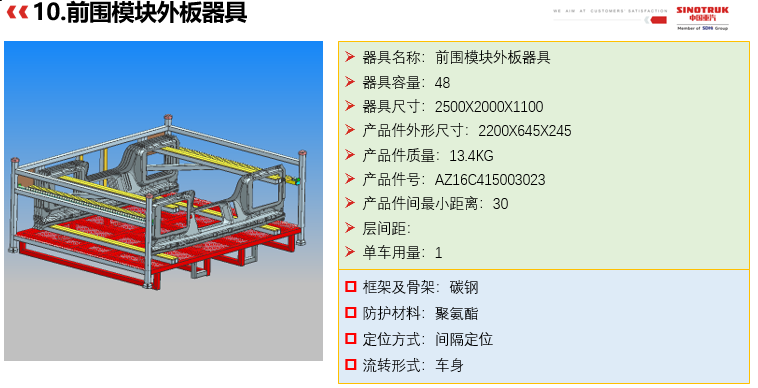 10.前围模块外板器具
WE AIM AT CUSTOMERS' SATISFACTION
SINOTRUK
中国重汽
Member of SDHI Group
器具名称：前围模块外板器具
器具容量：48
器具尺寸：2500X2000X1100
产品件外形尺寸：2200X645X245
产品件质量：13.4KG
产品件号：AZ16C415003023
产品件间最小距离：30
层间距：
单车用量：1
框架及骨架：碳钢
防护材料：聚氨酯
定位方式：间隔定位
流转形式：车身